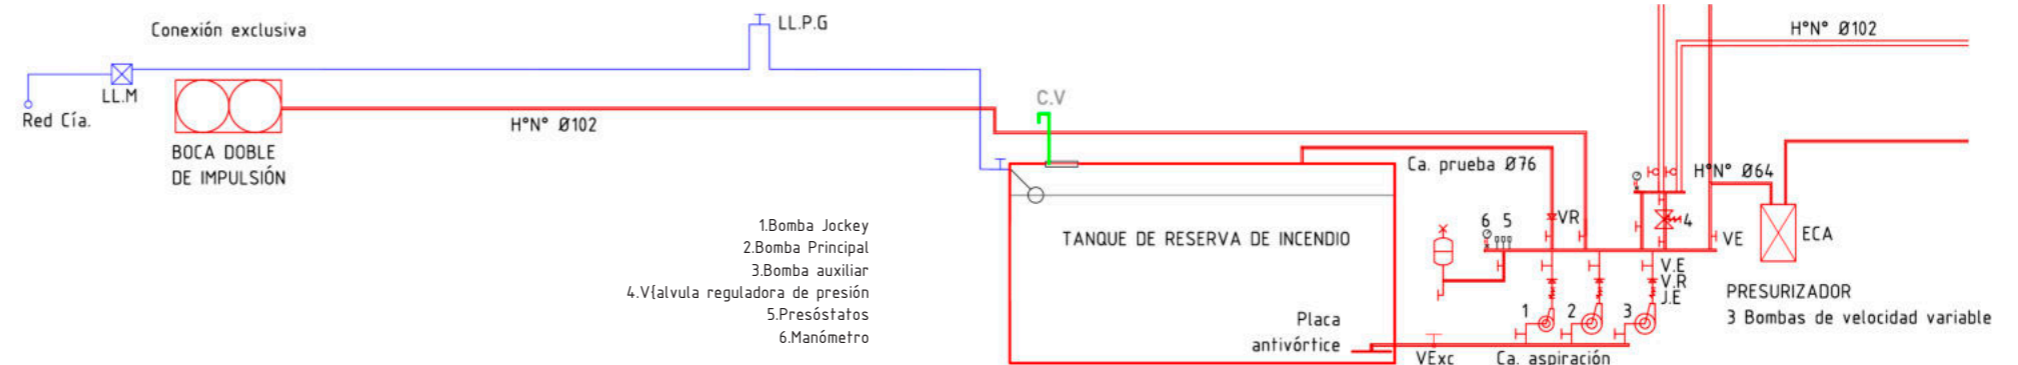 Conexión exclusiva
LL.P.G
H°N° Ø102
LL.M
Red Cía.
C.V
H°N° Ø102
BOCA DOBLE
DE IMPULSIÓN
Ca. prueba Ø76
H°N° Ø64
1.Bomba Jockey
2.Bomba Principal
3.Bomba auxiliar
4.V{alvula reguladora de presión
5.Presóstatos
6.Manómetro
TANQUE DE RESERVA DE INCENDIO
6 5
VR
4
VE
ECA
V.E
V.R
J.E
PRESURIZADOR
3 Bombas de velocidad variable
1 2 3
Placa
antivórtice
VExc
Ca. aspiración